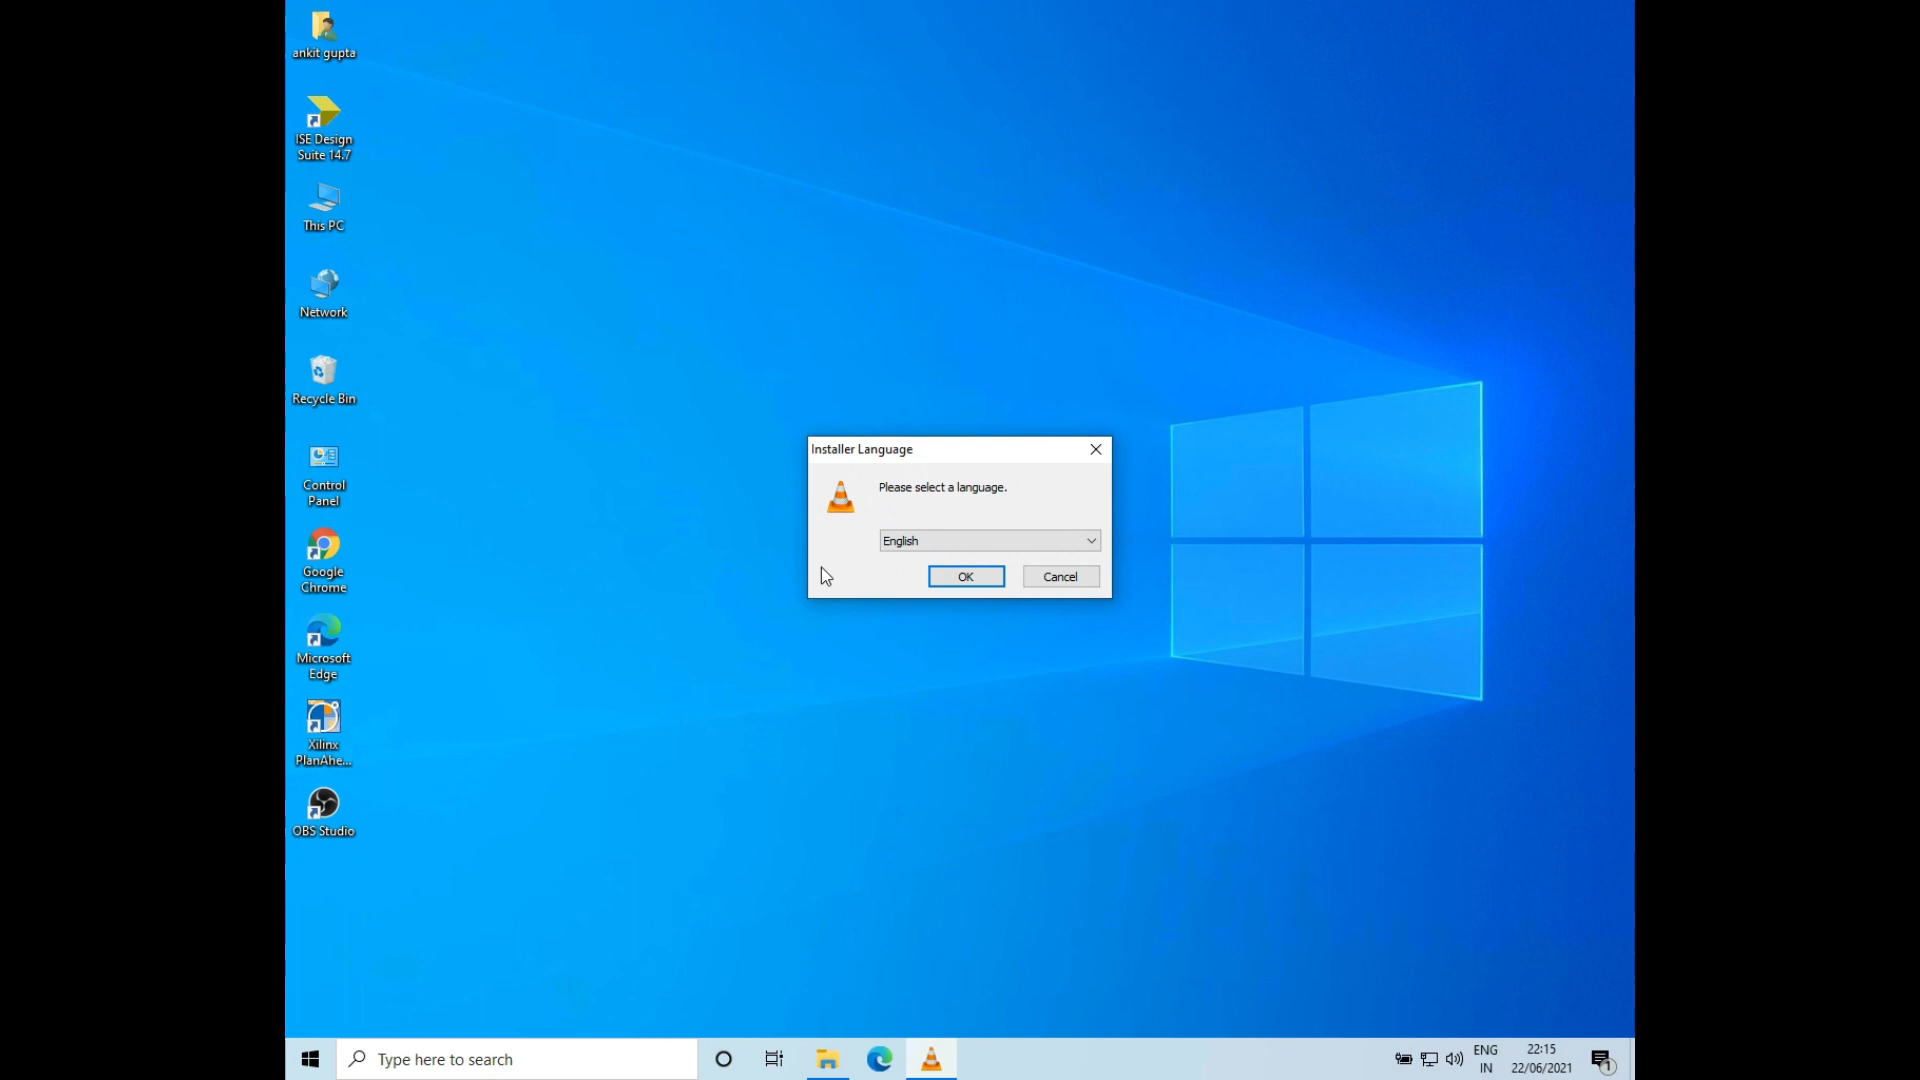 ankit gupta
ISE Design
Suite 14.7
This PC
Network
Recycle Bin
Control
Panel
Google
Chrome
Microsoft
Edge
Xilinx
PlanAhe...
OBS Studio
Installer Language
Please select a language.
English
OK
Cancel
Type here to search
ENG
IN
22:15
22/06/2021
1